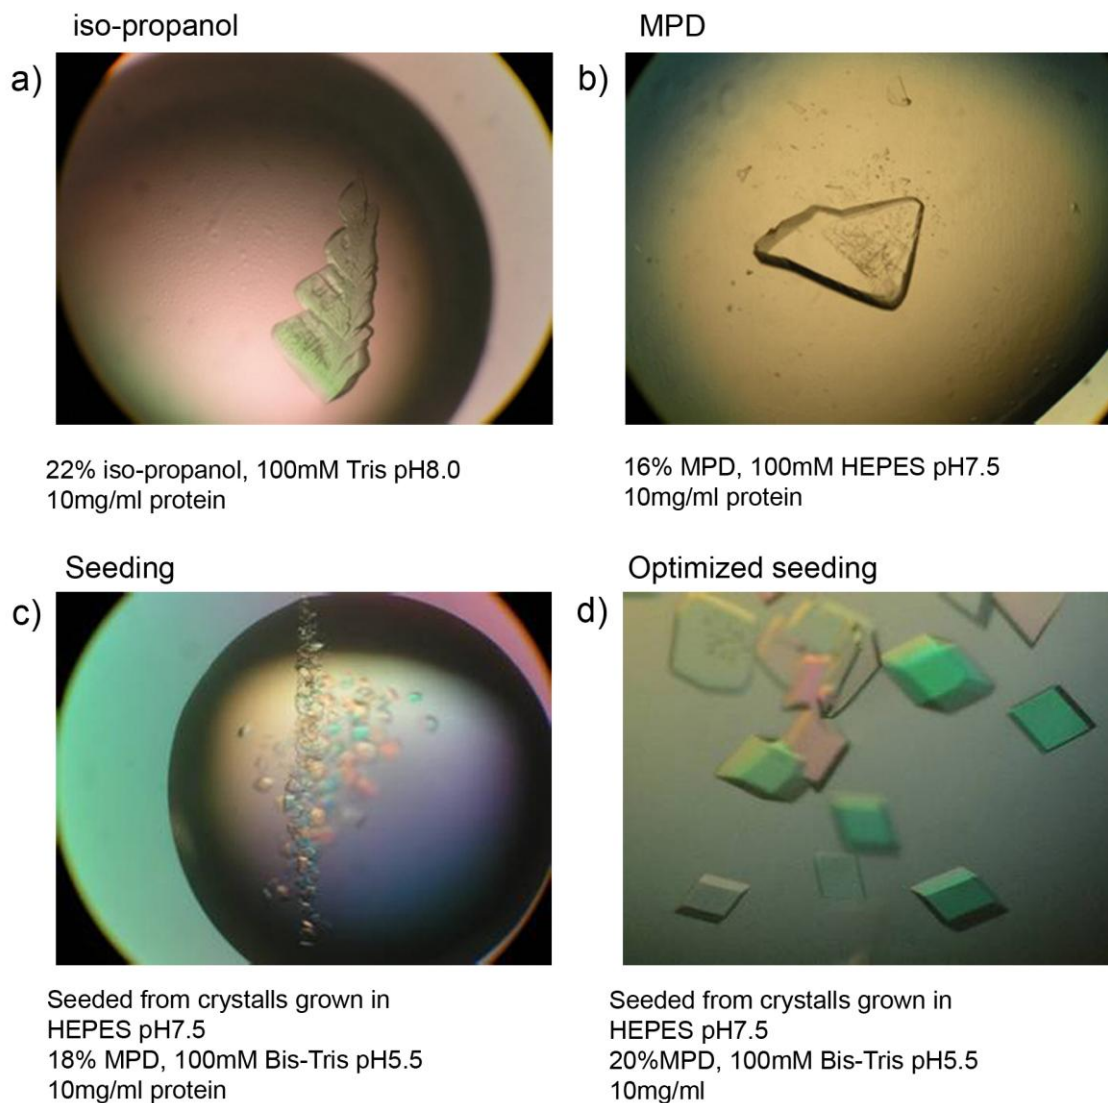 iso-propanol
MPD
a)
b)
22% iso-propanol, 100mM Tris pH8.0
10mg/ml protein
16% MPD, 100mM HEPES pH7.5
10mg/ml protein
Seeding
Optimized seeding
c)
d)
Seeded from crystalls grown in
HEPES pH7.5
18% MPD, 100mM Bis-Tris pH5.5
10mg/ml protein
Seeded from crystalls grown in
HEPES pH7.5
20%MPD, 100mM Bis-Tris pH5.5
10mg/ml